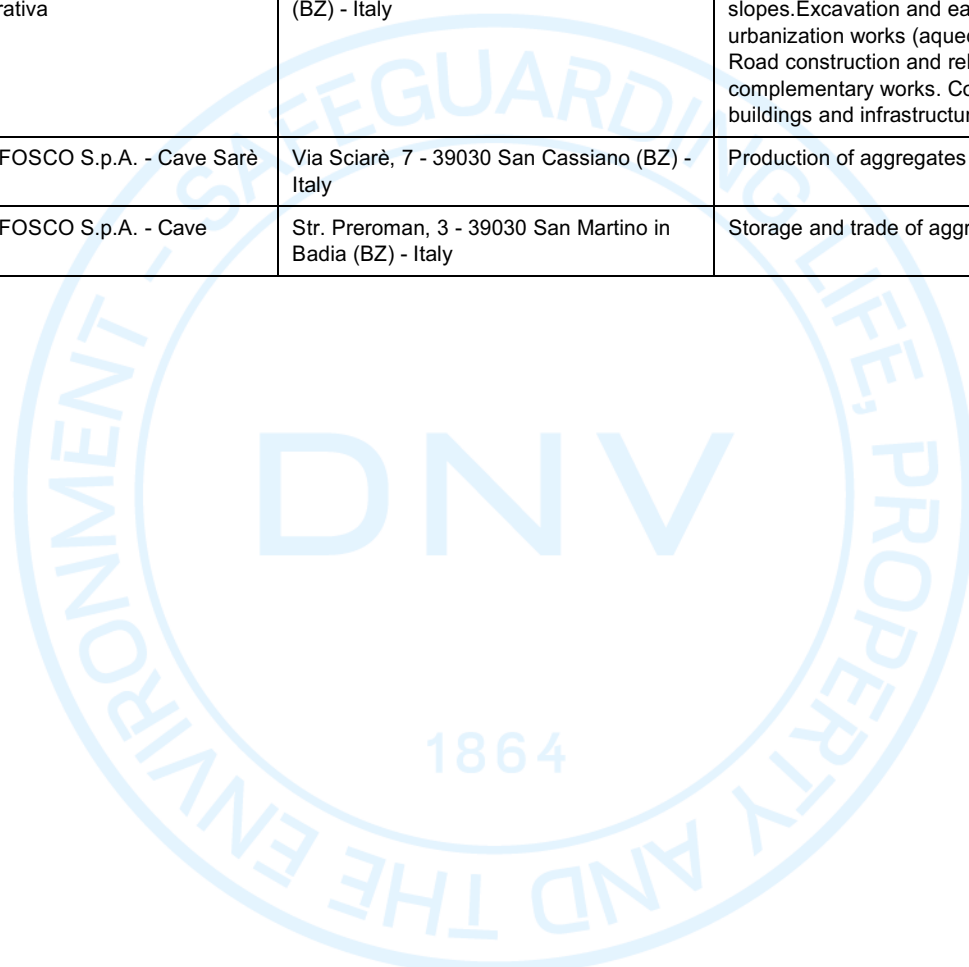 rativa
(BZ) - Italy
slopes.Excavation and ea
urbanization works (aque
Road construction and rel
complementary works. Co
buildings and infrastructur
FOSCO S.p.A. - Cave Sarè
Via Sciarè, 7 - 39030 San Cassiano (BZ) -
Italy
Production of aggregates
FOSCO S.p.A. - Cave
Str. Preroman, 3 - 39030 San Martino in
Badia (BZ) - Italy
Storage and trade of aggr
SAFEGUARDING LIFE, PROPERTY AND THE ENVIRONMENT -
DNV
1864